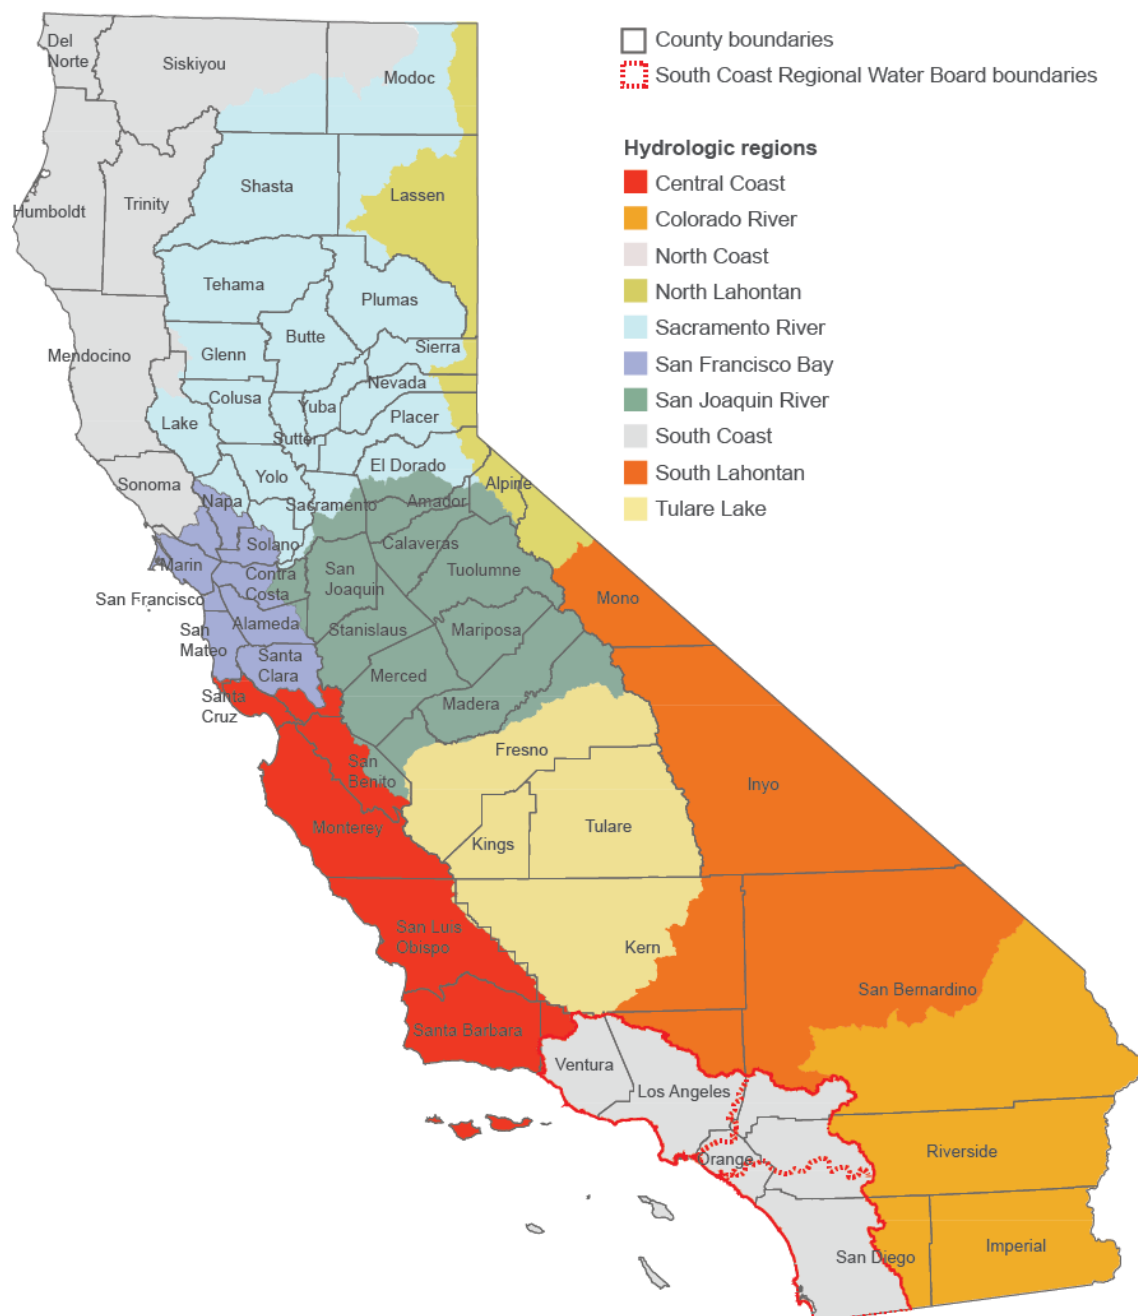 Del
Norte
Siskiyou
Modoc
County boundaries
South Coast Regional Water Board boundaries
Hydrologic regions
Central Coast
Colorado River
North Coast
North Lahontan
Sacramento River
San Francisco Bay
San Joaquin River
South Coast
South Lahontan
Tulare Lake
Humboldt
Trinity
Shasta
Lassen
Tehama
Plumas
Mendocino
Glenn
Butte
Sierra
Colusa
Nevada
Lake
Yuba
Placer
Sutter
Sonoma
Yolo
El Dorado
Napa
Sacramento
Amador
Alpine
Solano
Calaveras
Marin
Contra
Costa
San
Joaquin
Tuolumne
Mono
San Francisco
Alameda
Stanislaus
Mariposa
San
Mateo
Santa
Clara
Merced
Santa
Cruz
Madera
San
Benito
Fresno
Inyo
Monterey
Kings
Tulare
San Luis
Obispo
Kern
San Bernardino
Santa Barbara
Ventura
Los Angeles
Orange
Riverside
San Diego
Imperial